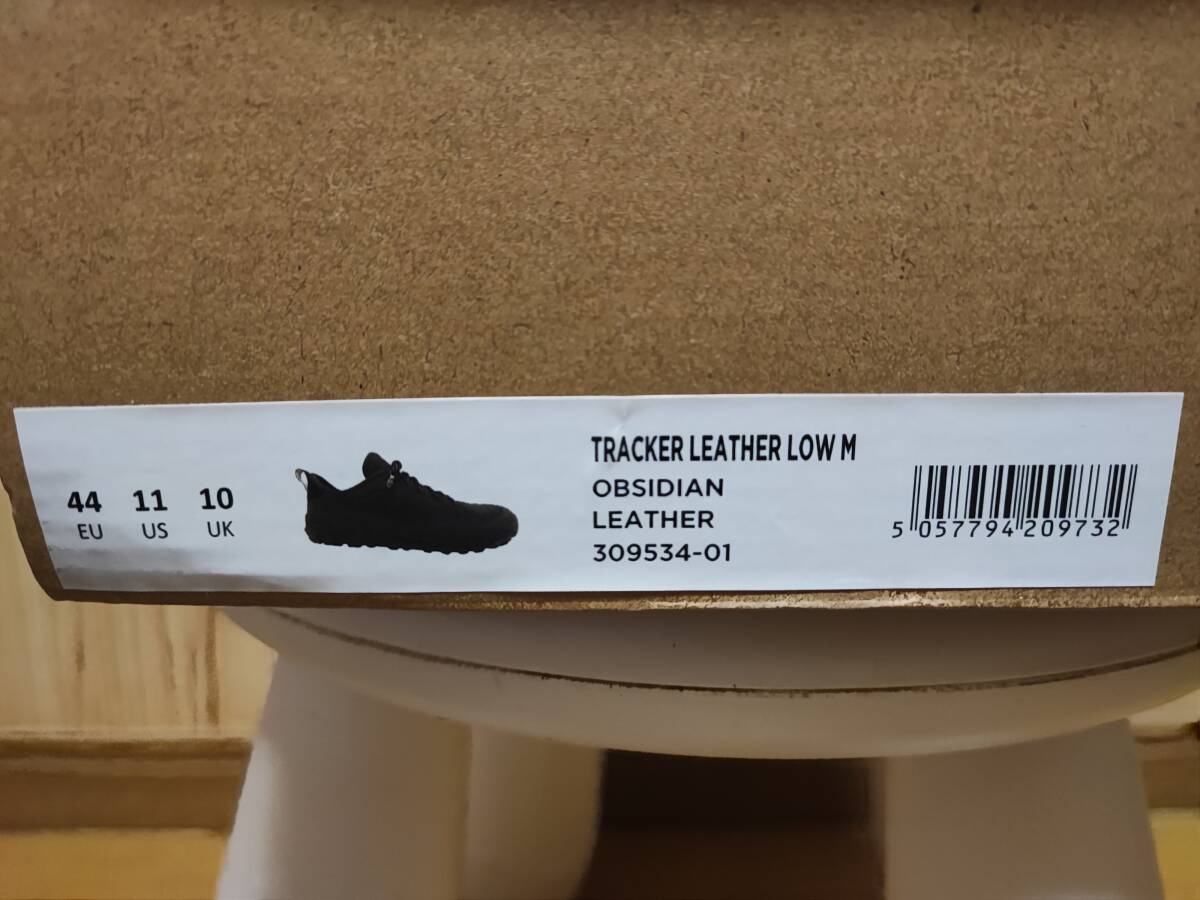 44 11 10
EU US UK
TRACKER LEATHER LOW M
OBSIDIAN
LEATHER
309534-01
5 057794 209732